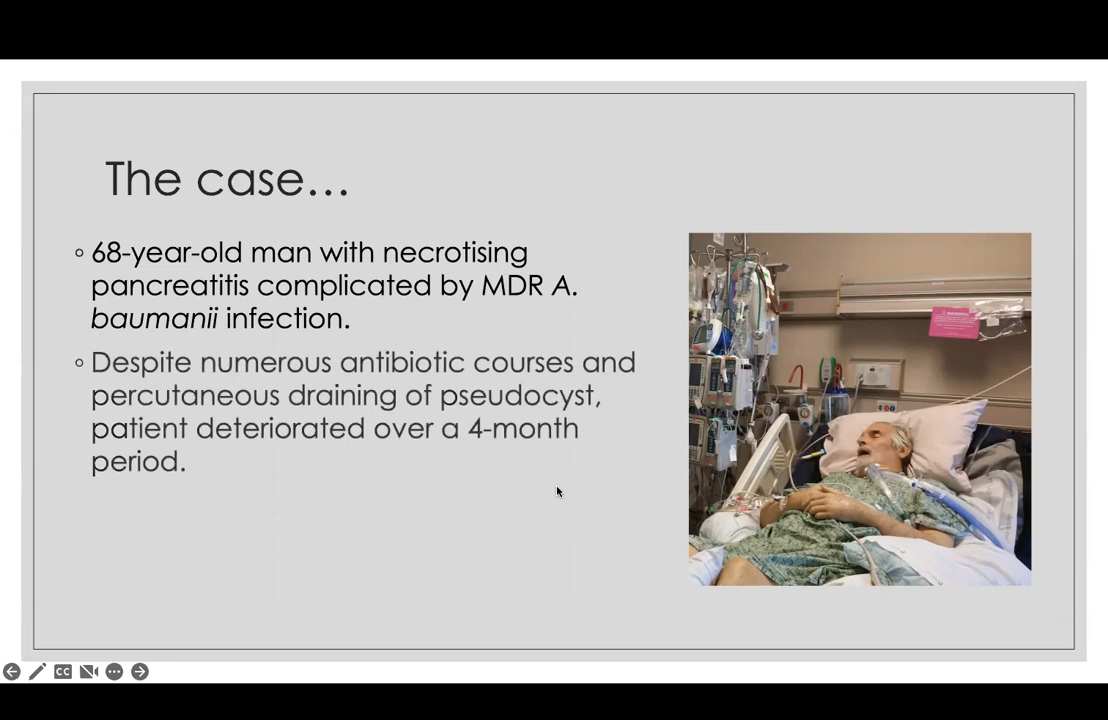 The case…
◦ 68-year-old man with necrotising
pancreatitis complicated by MDR A.
baumanii infection.
◦ Despite numerous antibiotic courses and
percutaneous draining of pseudocyst,
patient deteriorated over a 4-month
period.
CC